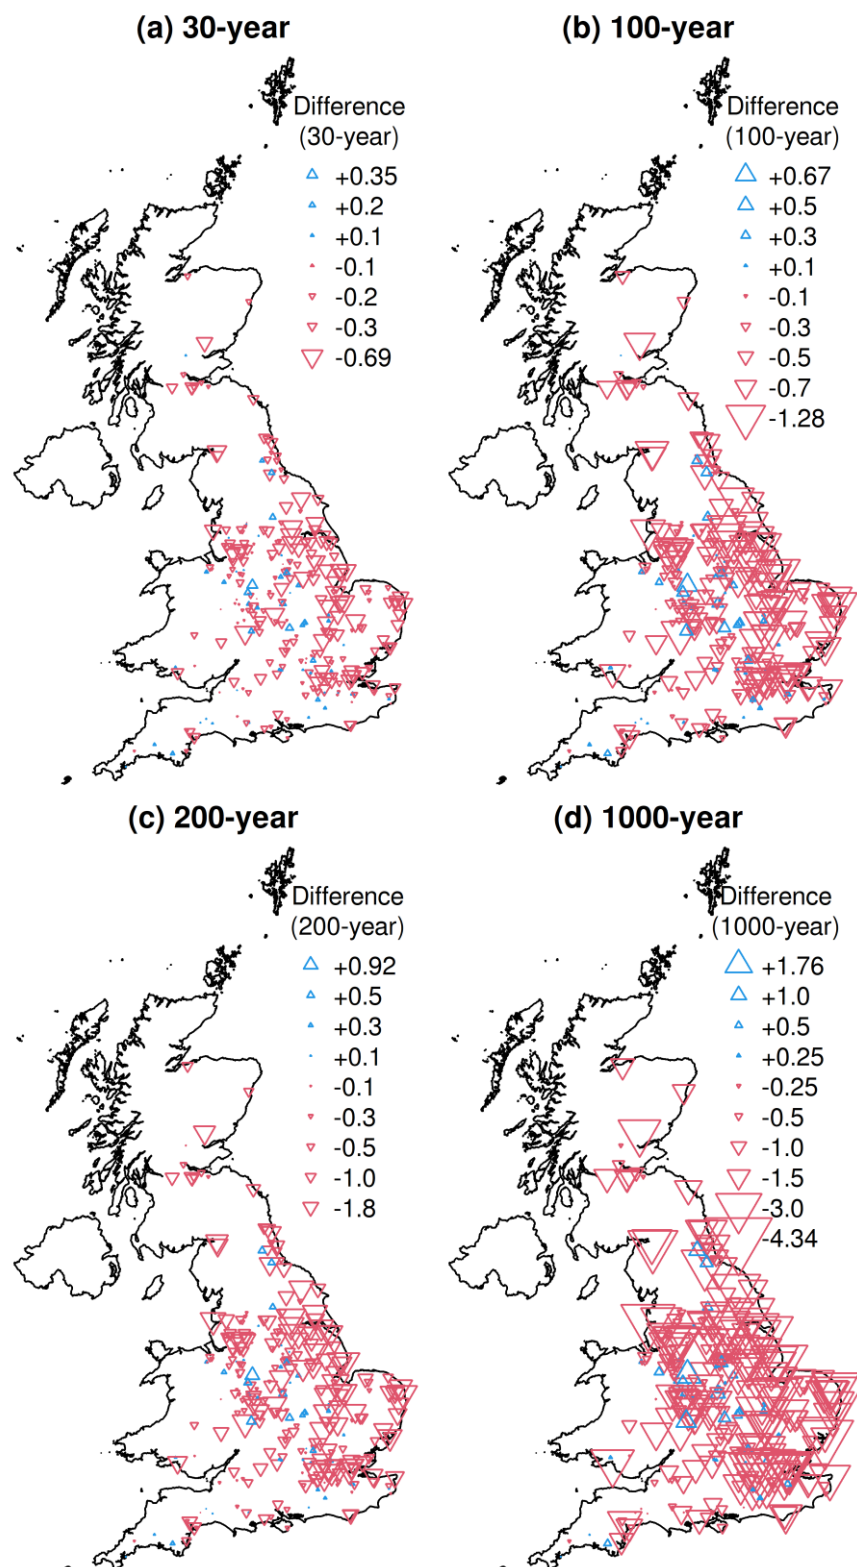 (a) 30-year
Difference
(30-year)
+0.35
+0.2
+0.1
-0.1
-0.2
-0.3
-0.69
(b) 100-year
Difference
(100-year)
+0.67
+0.5
+0.3
+0.1
-0.1
-0.3
-0.5
-0.7
-1.28
(c) 200-year
Difference
(200-year)
+0.92
+0.5
+0.3
+0.1
-0.1
-0.3
-0.5
-1.0
-1.8
(d) 1000-year
Difference
(1000-year)
+1.76
+1.0
+0.5
+0.25
-0.25
-0.5
-1.0
-1.5
-3.0
-4.34